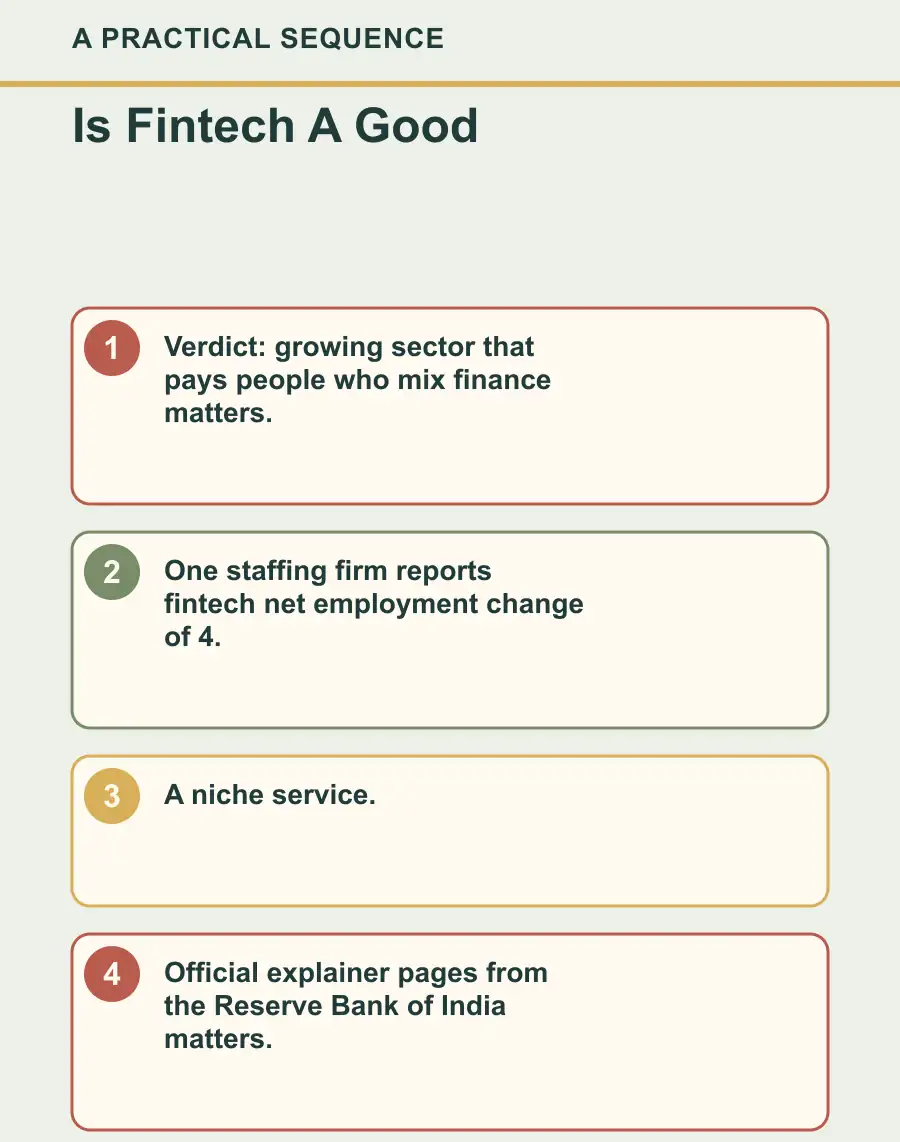 A PRACTICAL SEQUENCE
Is Fintech A Good
1
Verdict: growing sector that
pays people who mix finance
matters.
2
One staffing firm reports
fintech net employment change
of 4.
3
A niche service.
4
Official explainer pages from
the Reserve Bank of India
matters.